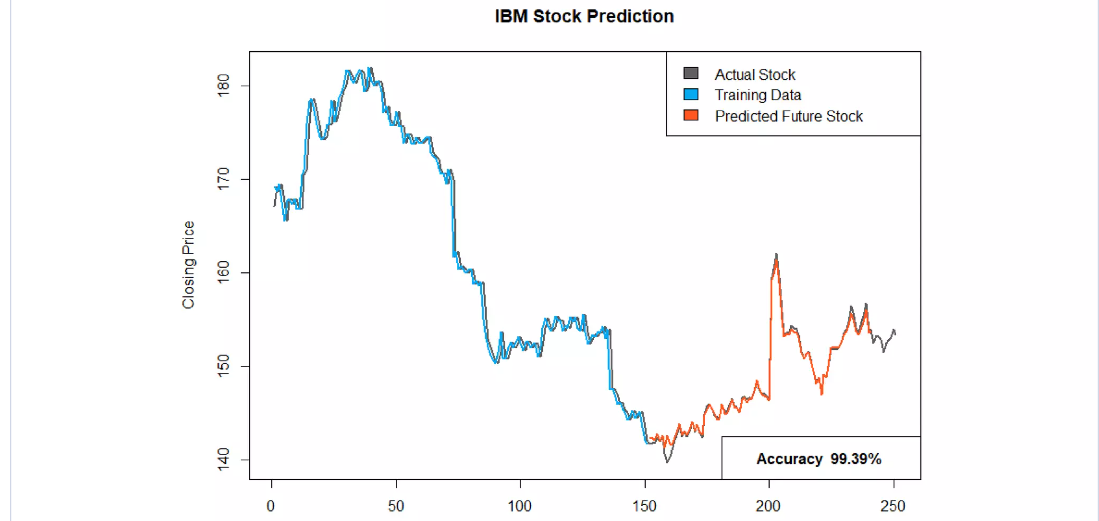 IBM Stock Prediction
Actual Stock
Training Data
Predicted Future Stock
Closing Price
180
170
160
150
140
Accuracy 99.39%
0 50 100 150 200 250